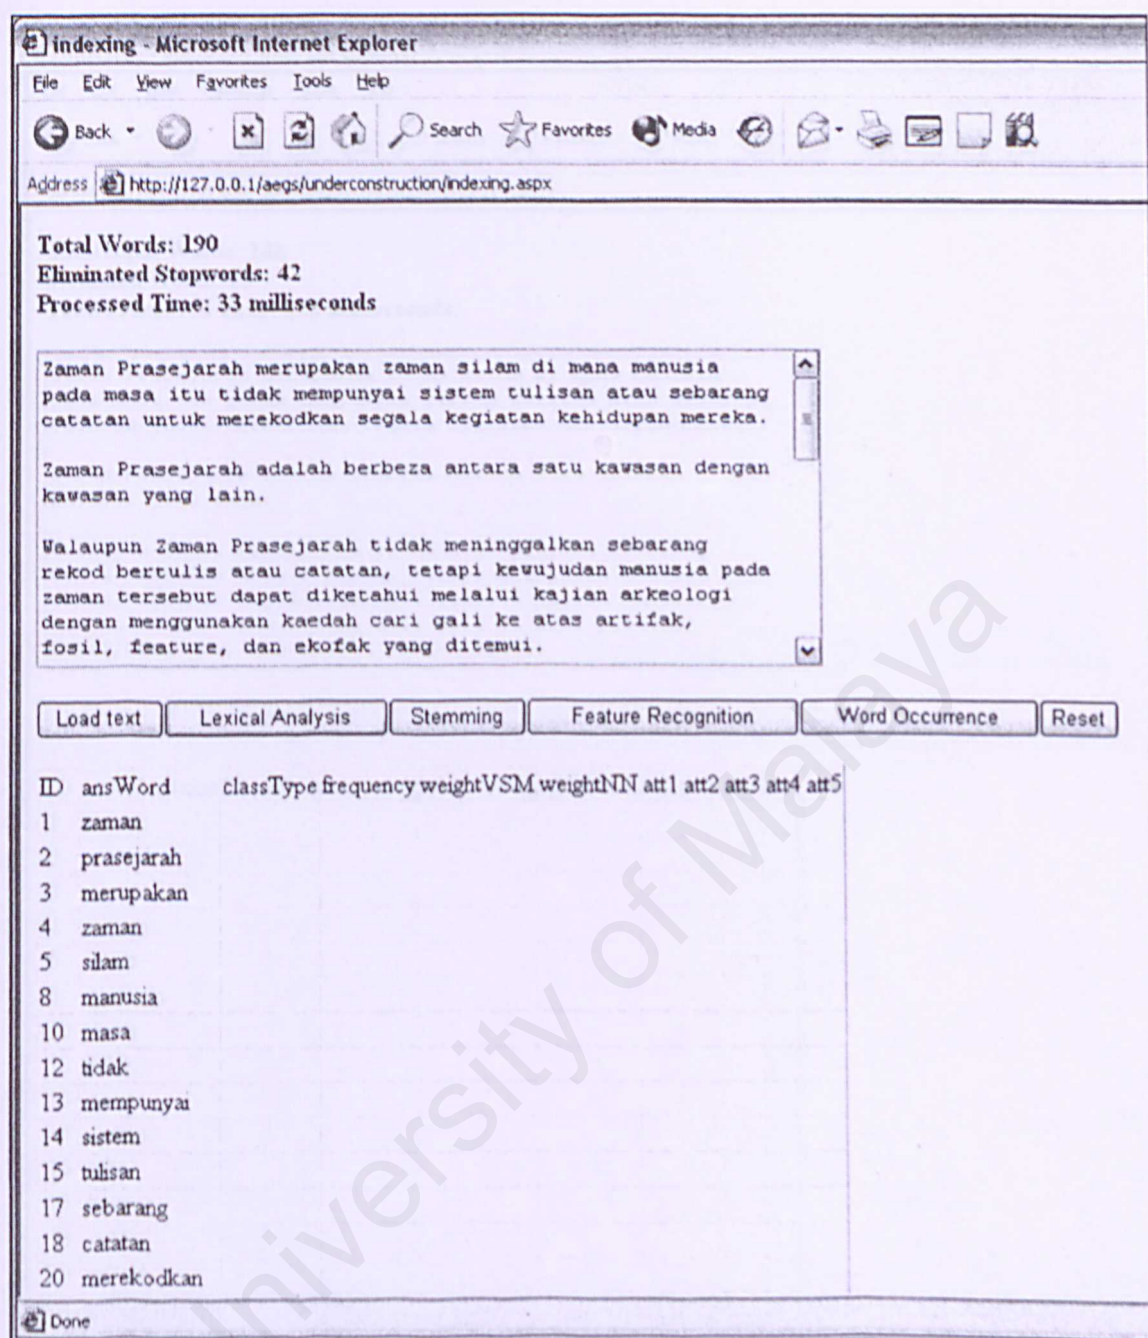 indexing - Microsoft Internet Explorer
File Edit View Favorites Tools Help
Back Search Favorites Media
Address http://127.0.0.1/aegs/underconstruction/indexing.aspx
Total Words: 190
Eliminated Stopwords: 42
Processed Time: 33 milliseconds
Zaman Prasejarah merupakan zaman silam di mana manusia
pada masa itu tidak mempunyai sistem tulisan atau sebarang
catatan untuk merekodkan segala kegiatan kehidupan mereka.
Zaman Prasejarah adalah berbeza antara satu kawasan dengan
kawasan yang lain.
Walaupun Zaman Prasejarah tidak meninggalkan sebarang
rekod bertulis atau catatan, tetapi kewujudan manusia pada
zaman tersebut dapat diketahui melalui kajian arkeologi
dengan menggunakan kaedah cari gali ke atas artifak,
fosil, feature, dan ekofak yang ditemui.
Load text Lexical Analysis Stemming Feature Recognition Word Occurrence Reset
ID ansWord classType frequency weightVSM weightNN att1 att2 att3 att4 att5
1 zaman
2 prasejarah
3 merupakan
4 zaman
5 silam
8 manusia
10 masa
12 tidak
13 mempunyai
14 sistem
15 tulisan
17 sebarang
18 catatan
20 merekodkan
Done
University of Malaya